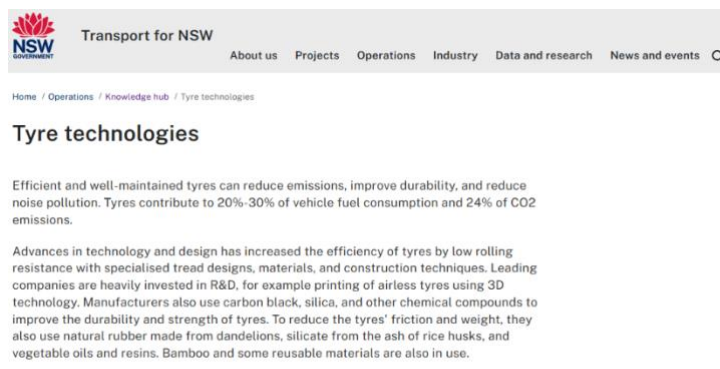 Transport for NSW
NSW
GOVERNMENT
About us Projects Operations Industry Data and research News and events
Home / Operations / Knowledge hub / Tyre technologies
Tyre technologies
Efficient and well-maintained tyres can reduce emissions, improve durability, and reduce
noise pollution. Tyres contribute to 20%-30% of vehicle fuel consumption and 24% of CO2
emissions.
Advances in technology and design has increased the efficiency of tyres by low rolling
resistance with specialised tread designs, materials, and construction techniques. Leading
companies are heavily invested in R&D, for example printing of airless tyres using 3D
technology. Manufacturers also use carbon black, silica, and other chemical compounds to
improve the durability and strength of tyres. To reduce the tyres' friction and weight, they
also use natural rubber made from dandelions, silicate from the ash of rice husks, and
vegetable oils and resins. Bamboo and some reusable materials are also in use.